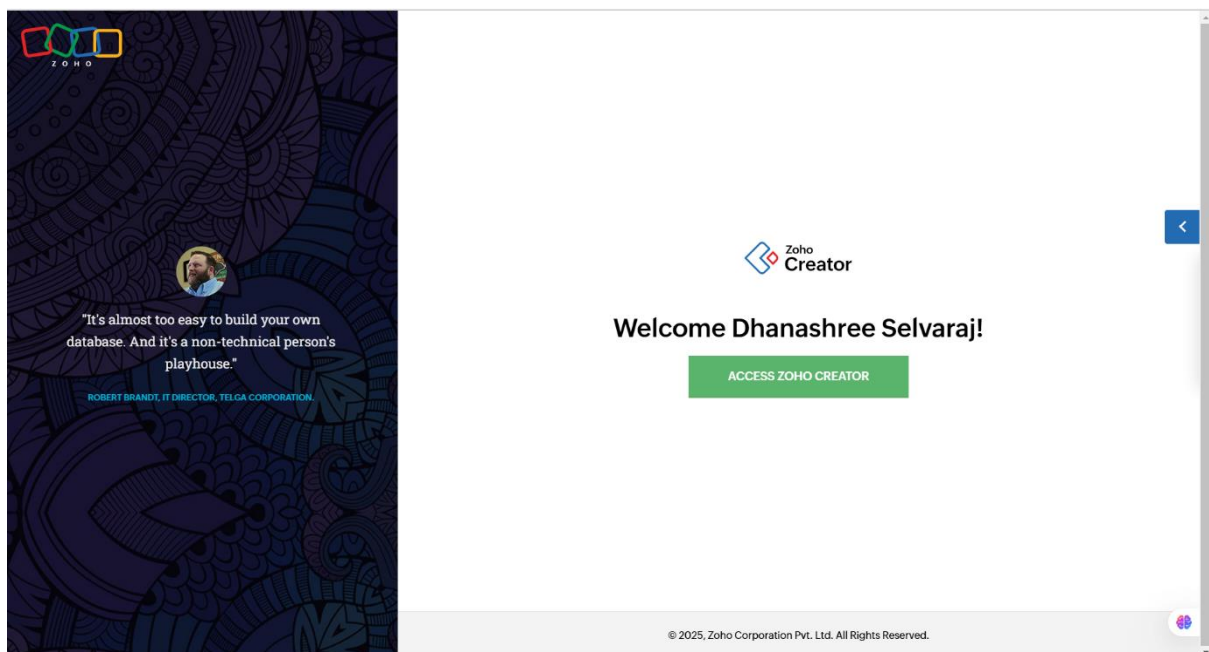 ZOHO
"It's almost too easy to build your own
database. And it's a non-technical person's
playhouse."
ROBERT BRANDT, IT DIRECTOR, TELGA CORPORATION.
Zoho
Creator
Welcome Dhanashree Selvaraj!
ACCESS ZOHO CREATOR
© 2025, Zoho Corporation Pvt. Ltd. All Rights Reserved.